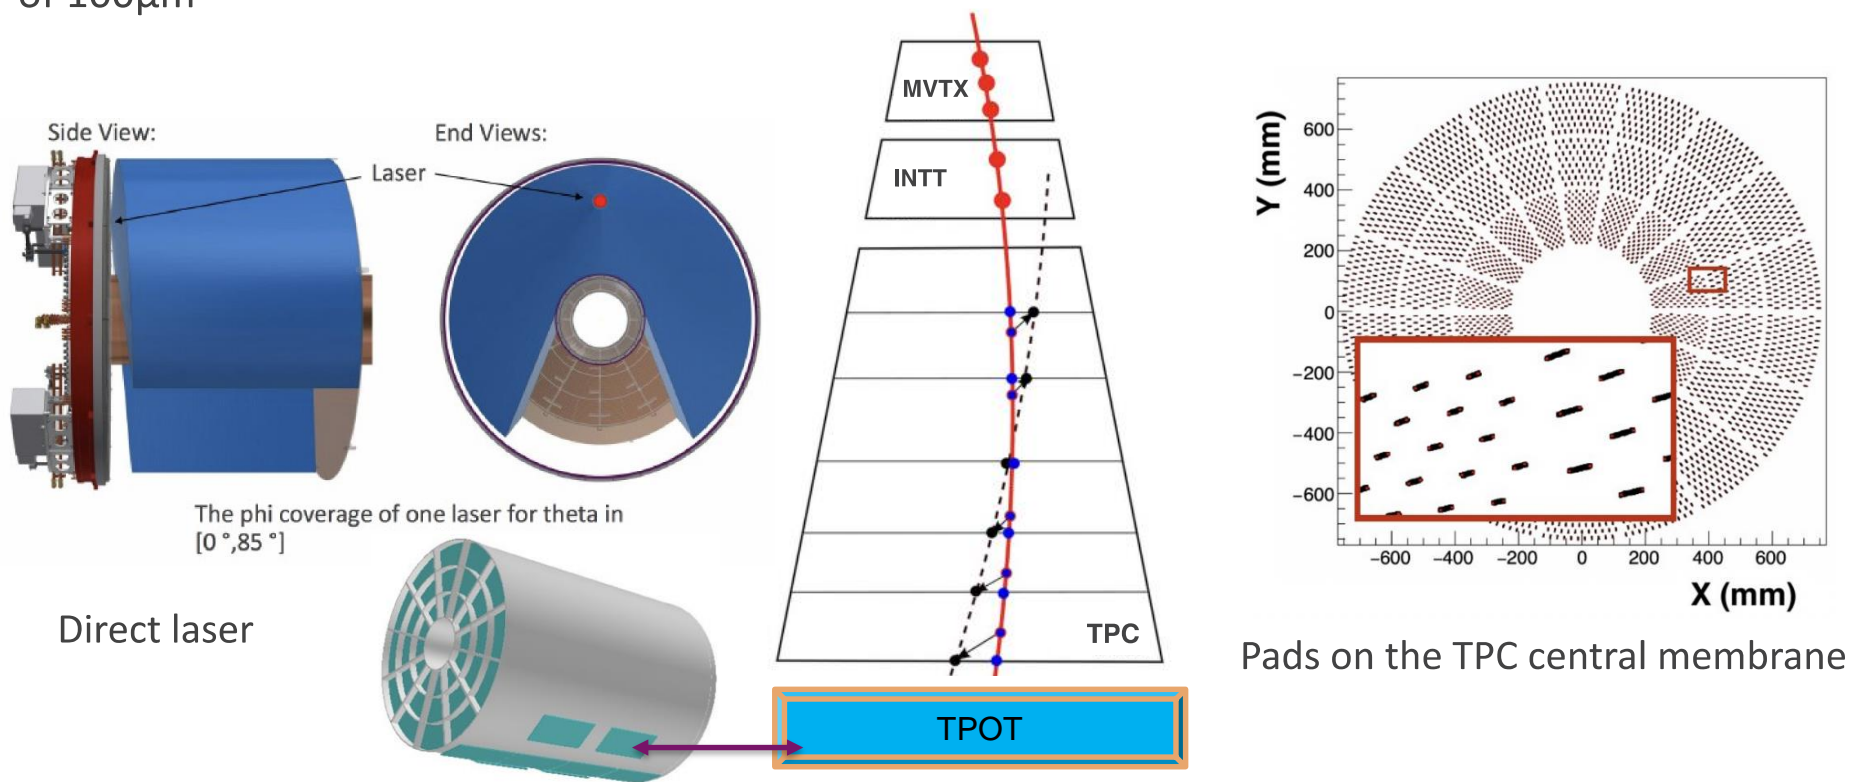 of 100μm
Side View:
End Views:
Laser
The phi coverage of one laser for theta in
[0 °,85 °]
Direct laser
MVTX
INTT
TPC
TPOT
Y (mm)
600
400
200
0
−200
−400
−600
−600
−400
−200
0
200
400
600
X (mm)
Pads on the TPC central membrane